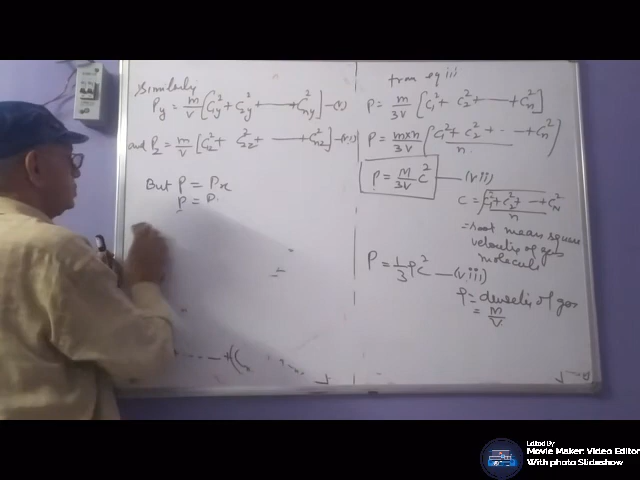 Similarly
Py = m/V [C₁y² + C₂y² + ----- + Cny²] —(v)
and Pz = m/V [C₁z² + C₂z² + ---- + Cnz²] —(vi)
But P = Px
P = P
---- + (C
from eq iii
P = m/3V [C₁² + C₂² + ----- + Cn²]
P = m×n/3V (C₁² + C₂² + -- --- + Cn² / n)
P = M/3V C² —(vii)
C = √C₁² + C₂² + -- + CN² / n
= root mean square
velocity of gas
molecule
P = 1/3 ρC² —(viii)
ρ = density of gas
= M/V
Edited By
Movie Maker: Video Editor
With photo Slideshow